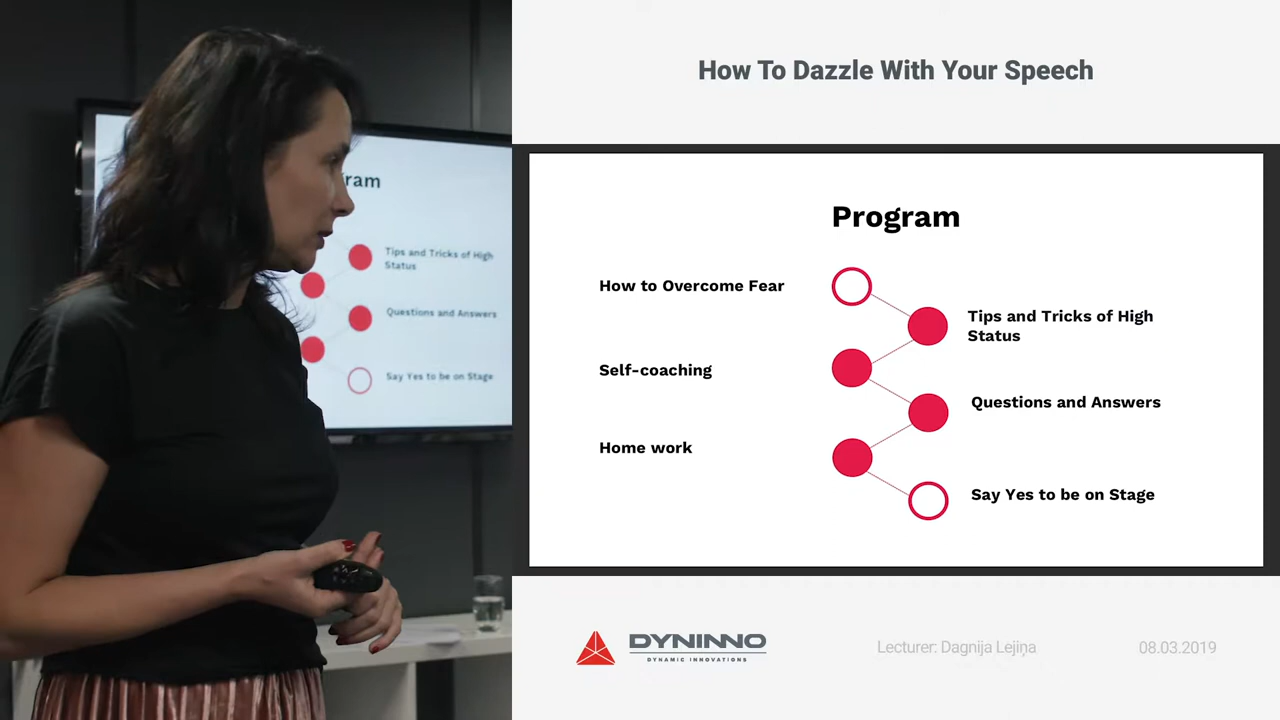 ram
Tips and Tricks of High
Status
Questions and Answers
Say Yes to be on Stage
How To Dazzle With Your Speech
Program
How to Overcome Fear
Tips and Tricks of High
Status
Self-coaching
Questions and Answers
Home work
Say Yes to be on Stage
DYNINNO
DYNAMIC INNOVATIONS
Lecturer: Dagnija Lejiņa
08.03.2019